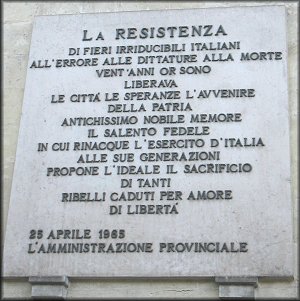 LA RESISTENZA
DI FIERI IRRIDUCIBILI ITALIANI
ALL'ERRORE ALLE DITTATURE ALLA MORTE
VENT'ANNI OR SONO
LIBERAVA
LE CITTÁ LE SPERANZE L'AVVENIRE
DELLA PATRIA
ANTICHISSIMO NOBILE MEMORE
IL SALENTO FEDELE
IN CUI RINACQUE L'ESERCITO D'ITALIA
ALLE SUE GENERAZIONI
PROPONE L'IDEALE IL SACRIFICIO
DI TANTI
RIBELLI CADUTI PER AMORE
DI LIBERTÁ
25 APRILE 1965
L'AMMINISTRAZIONE PROVINCIALE